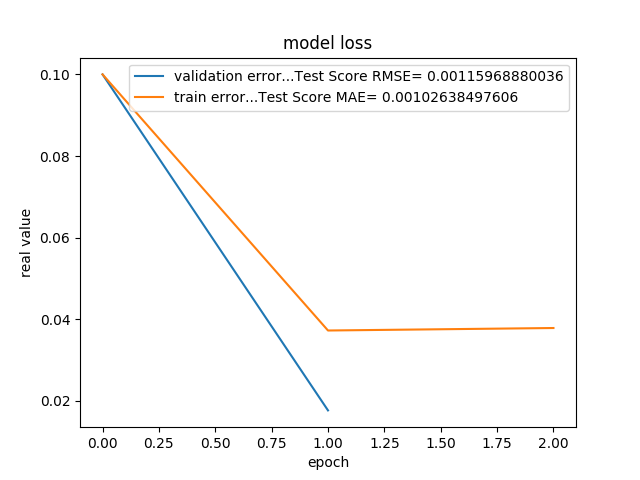 model loss
validation error...Test Score RMSE= 0.00115968880036
train error...Test Score MAE= 0.00102638497606
0.10
0.08
0.06
0.04
0.02
real value
0.00 0.25 0.50 0.75 1.00 1.25 1.50 1.75 2.00
epoch